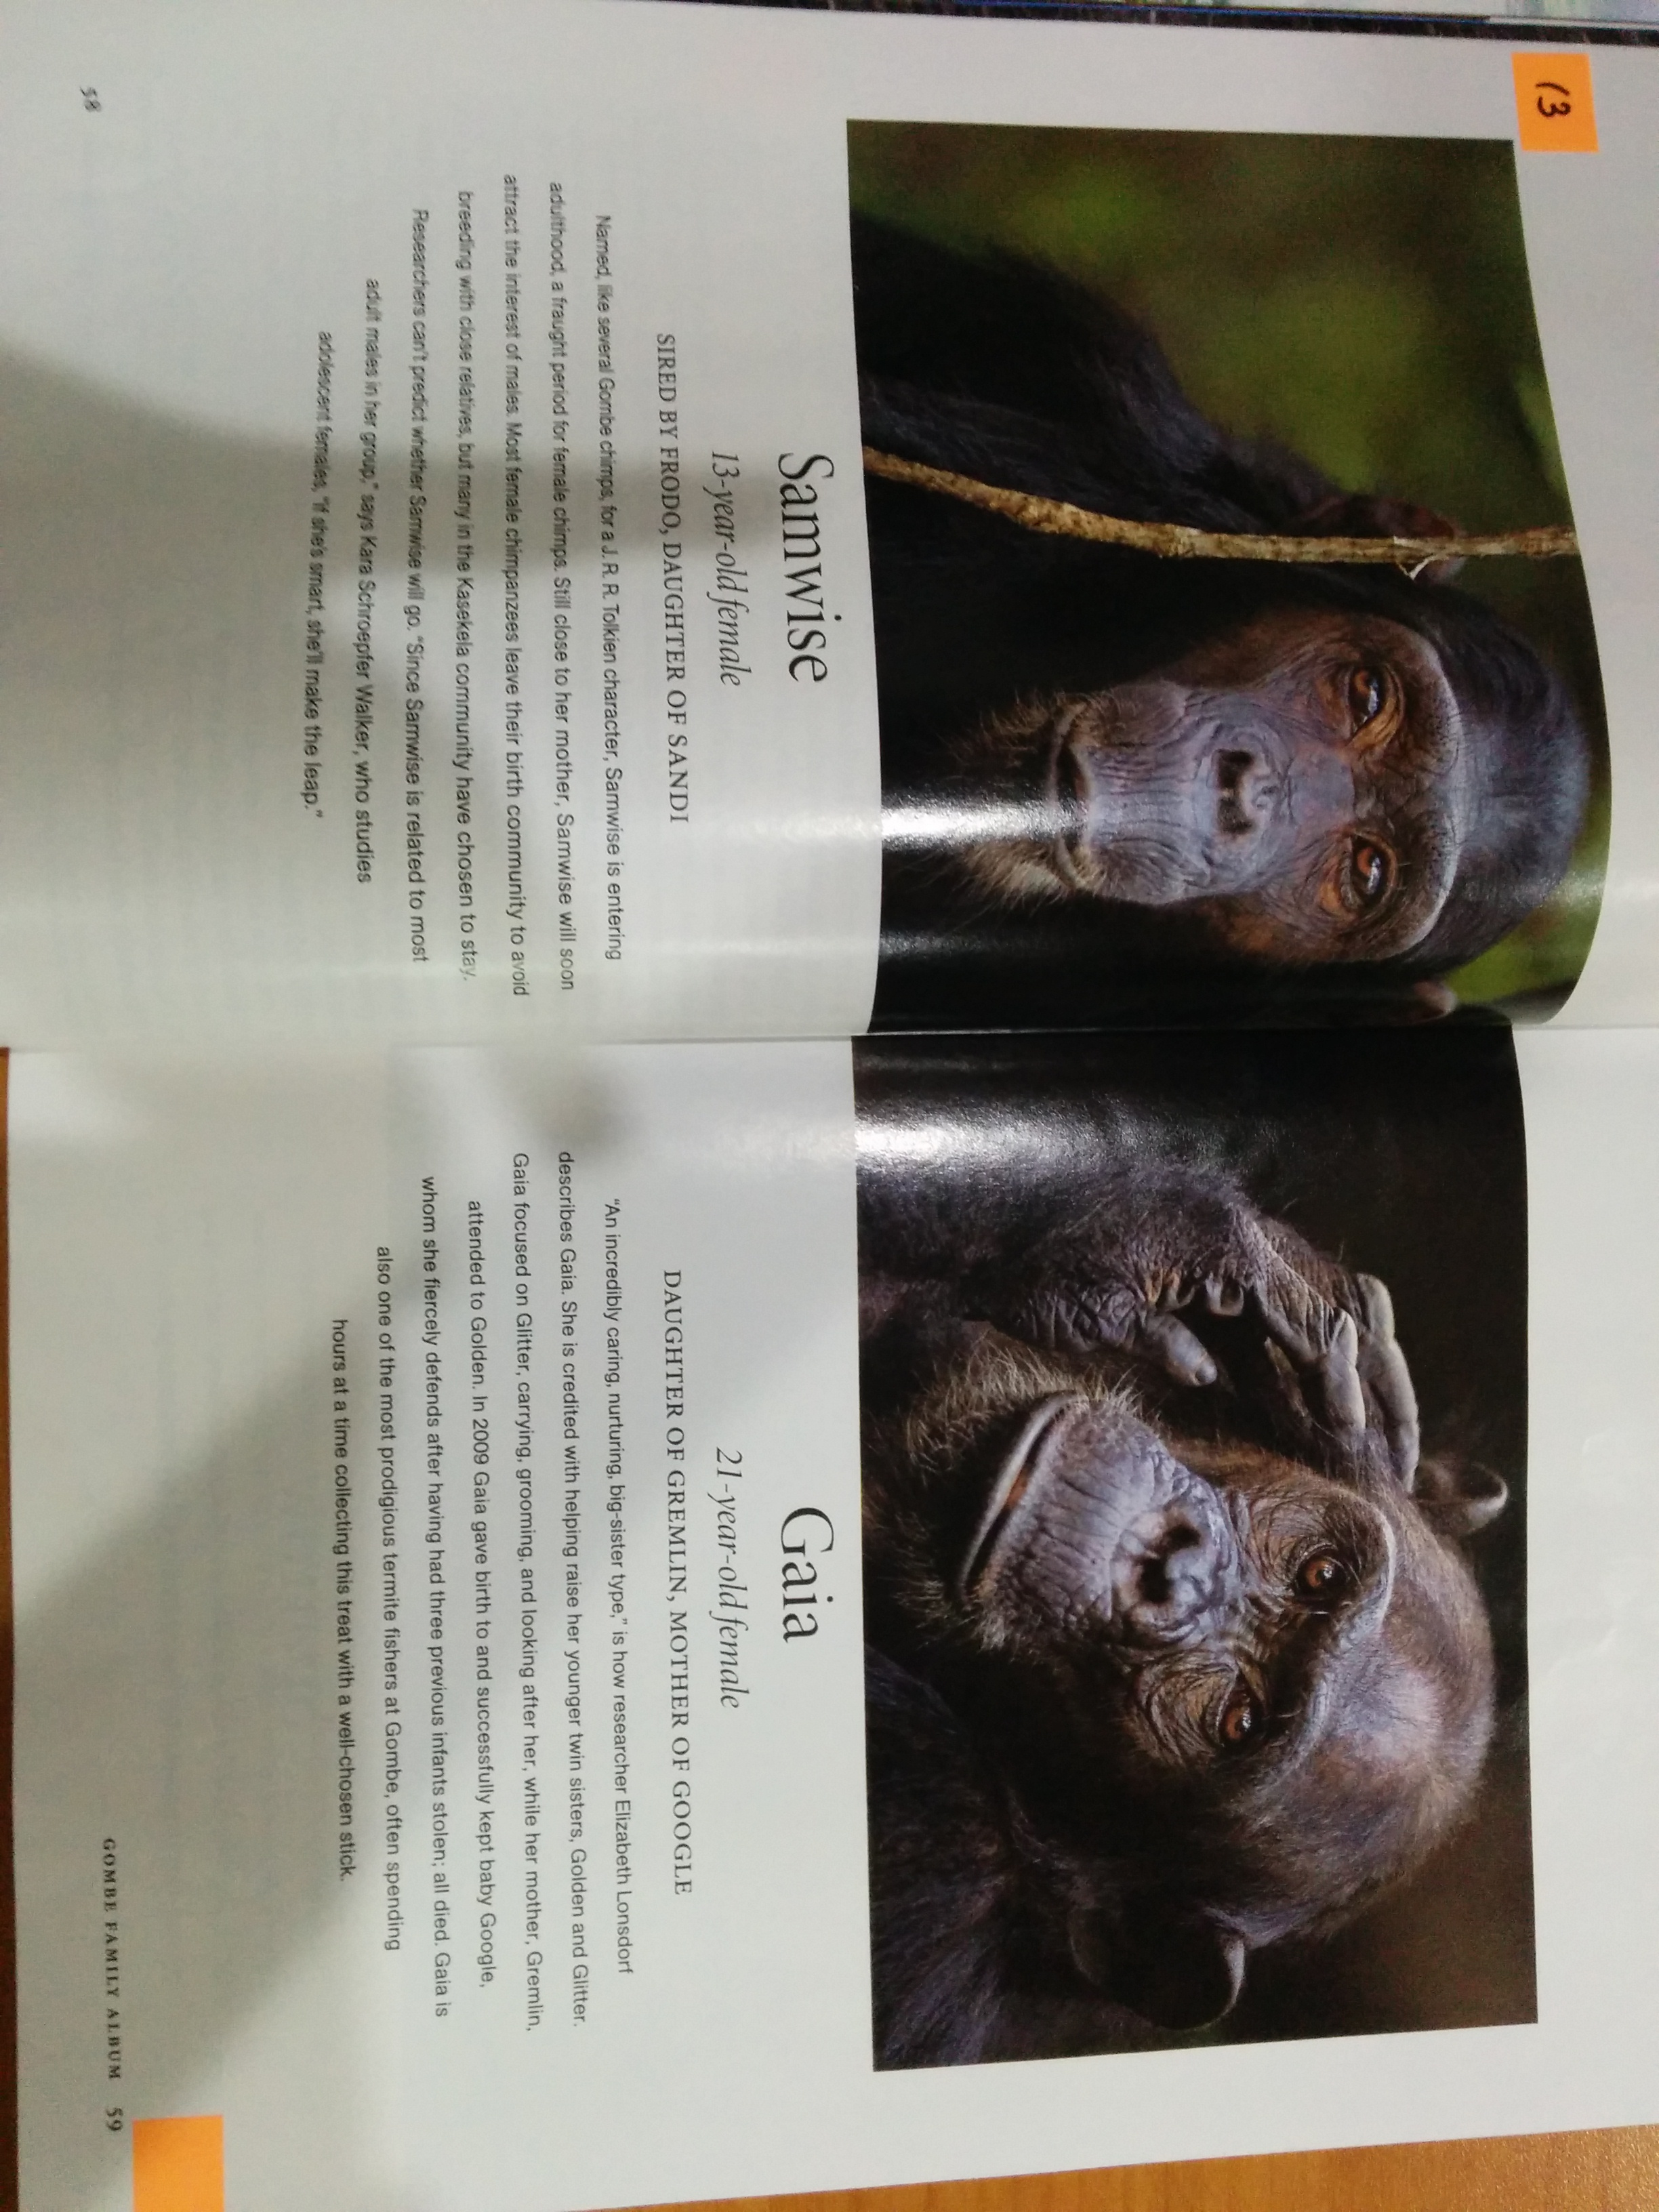 13
Samwise
13-year-old female
SIRED BY FRODO, DAUGHTER OF SANDI
Named, like several Gombe chimps, for a J. R. R. Tolkien character, Samwise is entering
adulthood, a fraught period for female chimps. Still close to her mother, Samwise will soon
attract the interest of males. Most female chimpanzees leave their birth community to avoid
breeding with close relatives, but many in the Kasekela community have chosen to stay.
Researchers can't predict whether Samwise will go. "Since Samwise is related to most
adult males in her group," says Kara Schroepfer Walker, who studies
adolescent females, "if she's smart, she'll make the leap."
58
Gaia
21-year-old female
DAUGHTER OF GREMLIN, MOTHER OF GOOGLE
"An incredibly caring, nurturing, big-sister type," is how researcher Elizabeth Lonsdorf
describes Gaia. She is credited with helping raise her younger twin sisters, Golden and Glitter.
Gaia focused on Glitter, carrying, grooming, and looking after her, while her mother, Gremlin,
attended to Golden. In 2009 Gaia gave birth to and successfully kept baby Google,
whom she fiercely defends after having had three previous infants stolen; all died. Gaia is
also one of the most prodigious termite fishers at Gombe, often spending
hours at a time collecting this treat with a well-chosen stick.
GOMBE FAMILY ALBUM 59